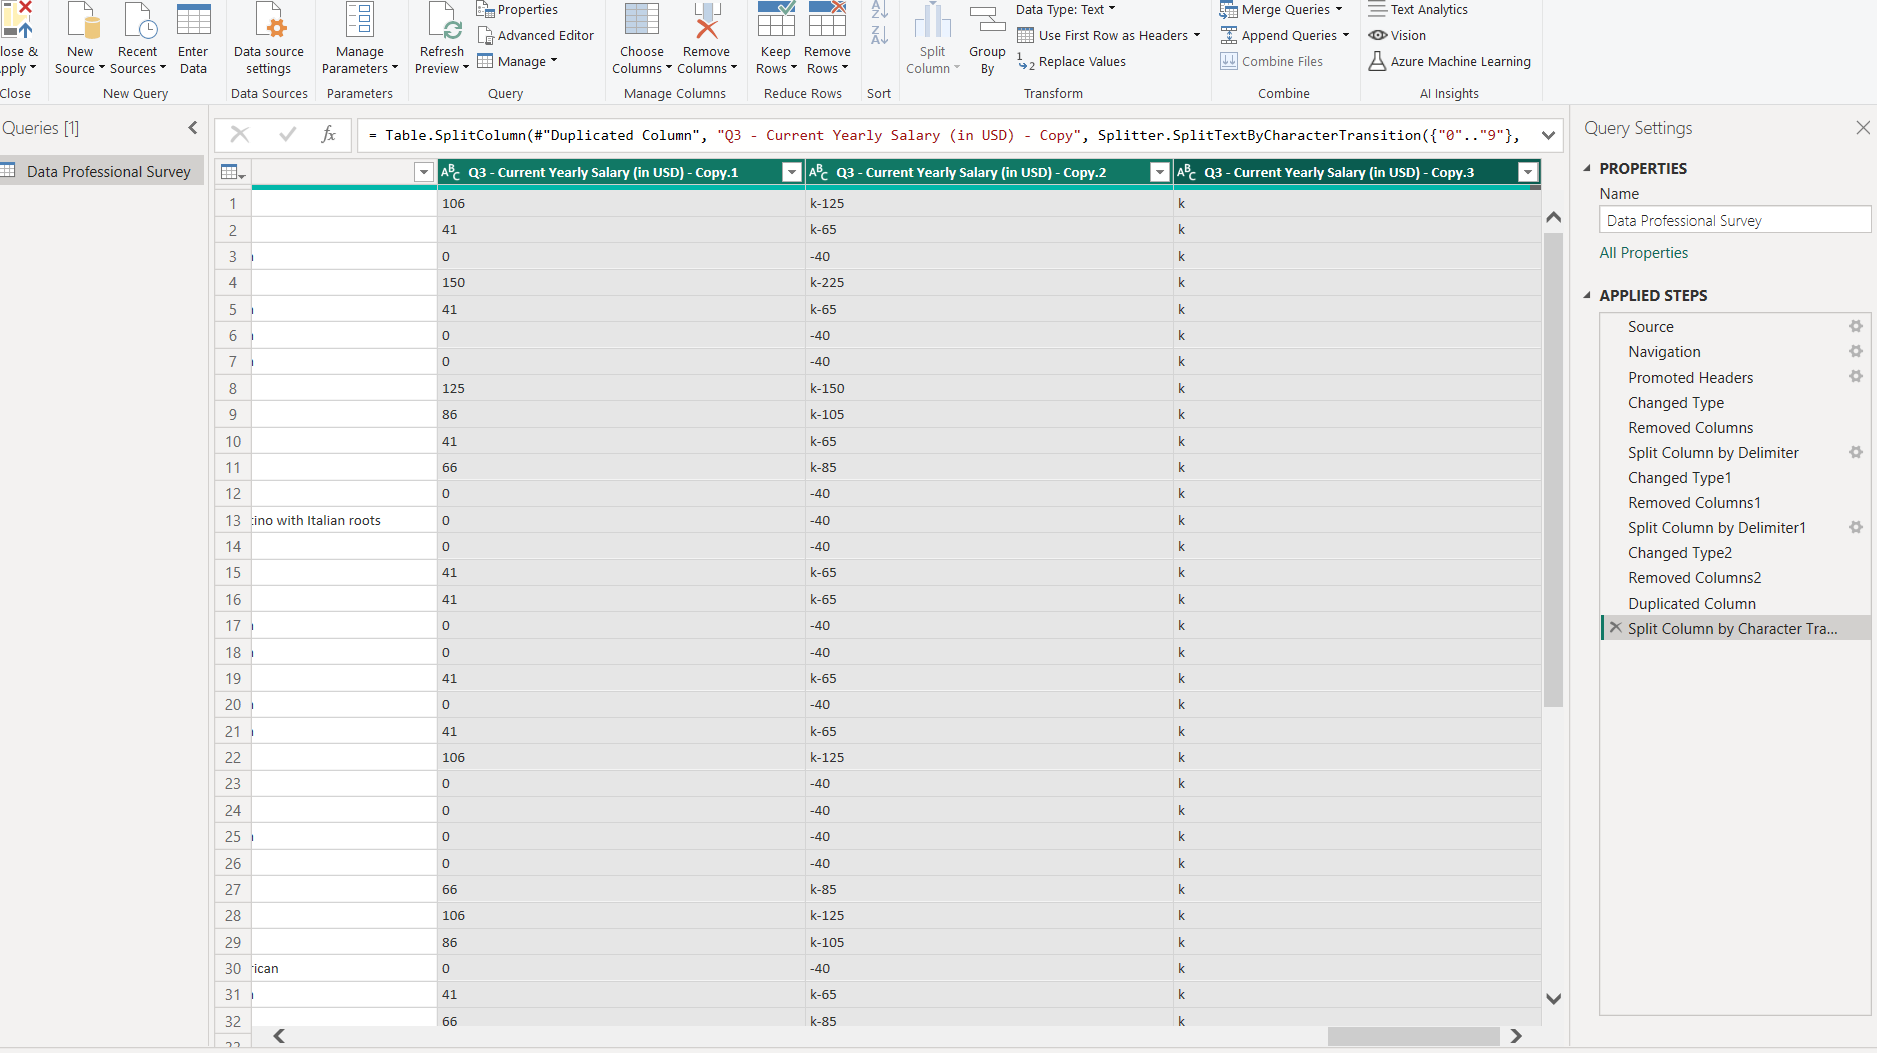 Close &
Apply
New
Source
Recent
Sources
Enter
Data
Data source
settings
Manage
Parameters
Refresh
Preview
Properties
Advanced Editor
Manage
Choose
Columns
Remove
Columns
Keep
Rows
Remove
Rows
Split
Column
Group
By
Data Type: Text
Use First Row as Headers
Replace Values
Merge Queries
Append Queries
Combine Files
Text Analytics
Vision
Azure Machine Learning
Close
New Query
Data Sources
Parameters
Query
Manage Columns
Reduce Rows
Sort
Transform
Combine
AI Insights
Queries [1]
Data Professional Survey
fx
= Table.SplitColumn(#"Duplicated Column", "Q3 - Current Yearly Salary (in USD) - Copy", Splitter.SplitTextByCharacterTransition({"0".."9"},
ABC Q3 - Current Yearly Salary (in USD) - Copy.1 ABC Q3 - Current Yearly Salary (in USD) - Copy.2 ABC Q3 - Current Yearly Salary (in USD) - Copy.3
1 106 k-125 k
2 41 k-65 k
3 0 -40 k
4 150 k-225 k
5 41 k-65 k
6 0 -40 k
7 0 -40 k
8 125 k-150 k
9 86 k-105 k
10 41 k-65 k
11 66 k-85 k
12 0 -40 k
13 tino with Italian roots 0 -40 k
14 0 -40 k
15 41 k-65 k
16 41 k-65 k
17 0 -40 k
18 0 -40 k
19 41 k-65 k
20 0 -40 k
21 41 k-65 k
22 106 k-125 k
23 0 -40 k
24 0 -40 k
25 0 -40 k
26 0 -40 k
27 66 k-85 k
28 106 k-125 k
29 86 k-105 k
30 rican 0 -40 k
31 41 k-65 k
32 66 k-85 k
Query Settings
PROPERTIES
Name
Data Professional Survey
All Properties
APPLIED STEPS
Source
Navigation
Promoted Headers
Changed Type
Removed Columns
Split Column by Delimiter
Changed Type1
Removed Columns1
Split Column by Delimiter1
Changed Type2
Removed Columns2
Duplicated Column
Split Column by Character Tra...